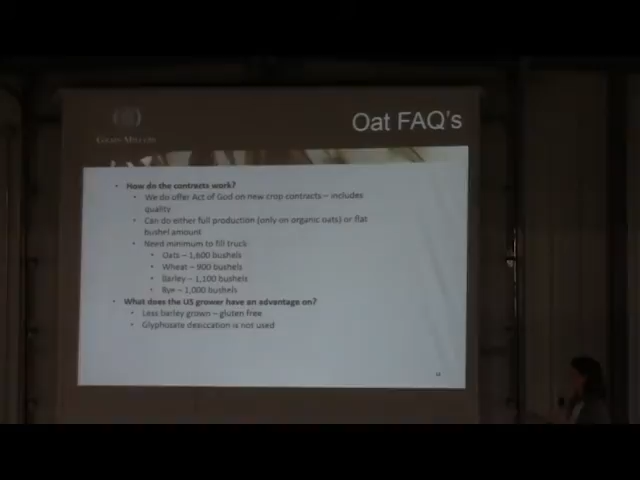 Oat FAQ's
GRAIN MILLERS
• How do the contracts work?
• We do offer Act of God on new crop contracts – includes
quality
• Can do either full production (only on organic oats) or flat
bushel amount
• Need minimum to fill truck
• Oats – 1,600 bushels
• Wheat – 900 bushels
• Barley – 1,100 bushels
• Rye – 1,000 bushels
• What does the US grower have an advantage on?
• Less barley grown – gluten free
• Glyphosate desiccation is not used